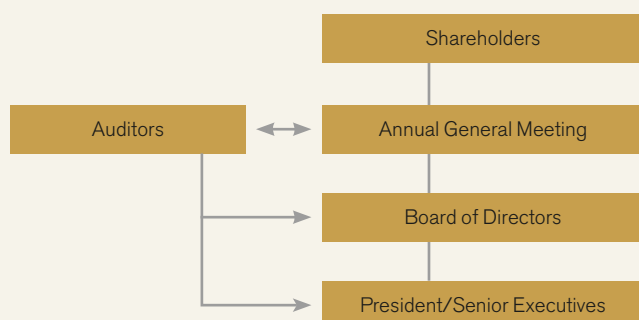 Shareholders
Auditors
Annual General Meeting
Board of Directors
President/Senior Executives